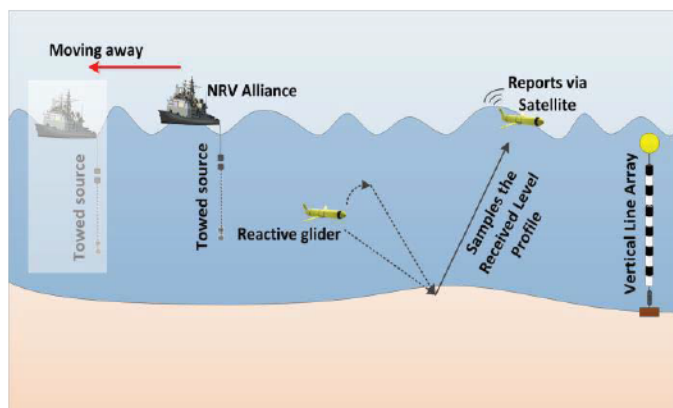 Moving away
NRV Alliance
Reports via
Satellite
Towed source
Towed source
Reactive glider
Samples the
Received Level
Profile
Vertical Line Array